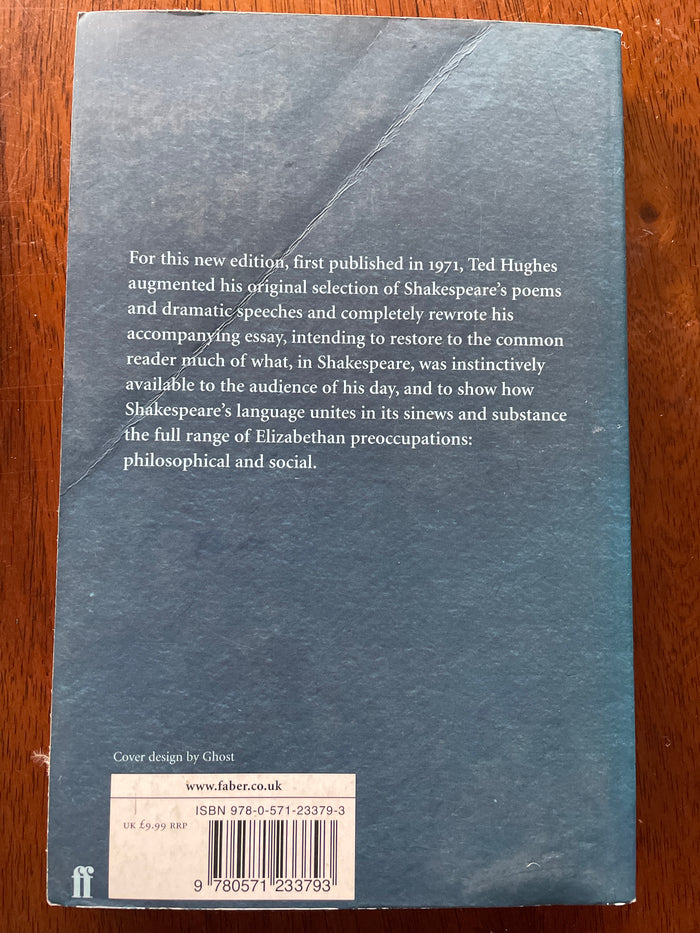 For this new edition, first published in 1971, Ted Hughes
augmented his original selection of Shakespeare’s poems
and dramatic speeches and completely rewrote his
accompanying essay, intending to restore to the common
reader much of what, in Shakespeare, was instinctively
available to the audience of his day, and to show how
Shakespeare’s language unites in its sinews and substance
the full range of Elizabethan preoccupations:
philosophical and social.
Cover design by Ghost
www.faber.co.uk
ISBN 978-0-571-23379-3
UK £9.99 RRP
9 780571 233793
ff